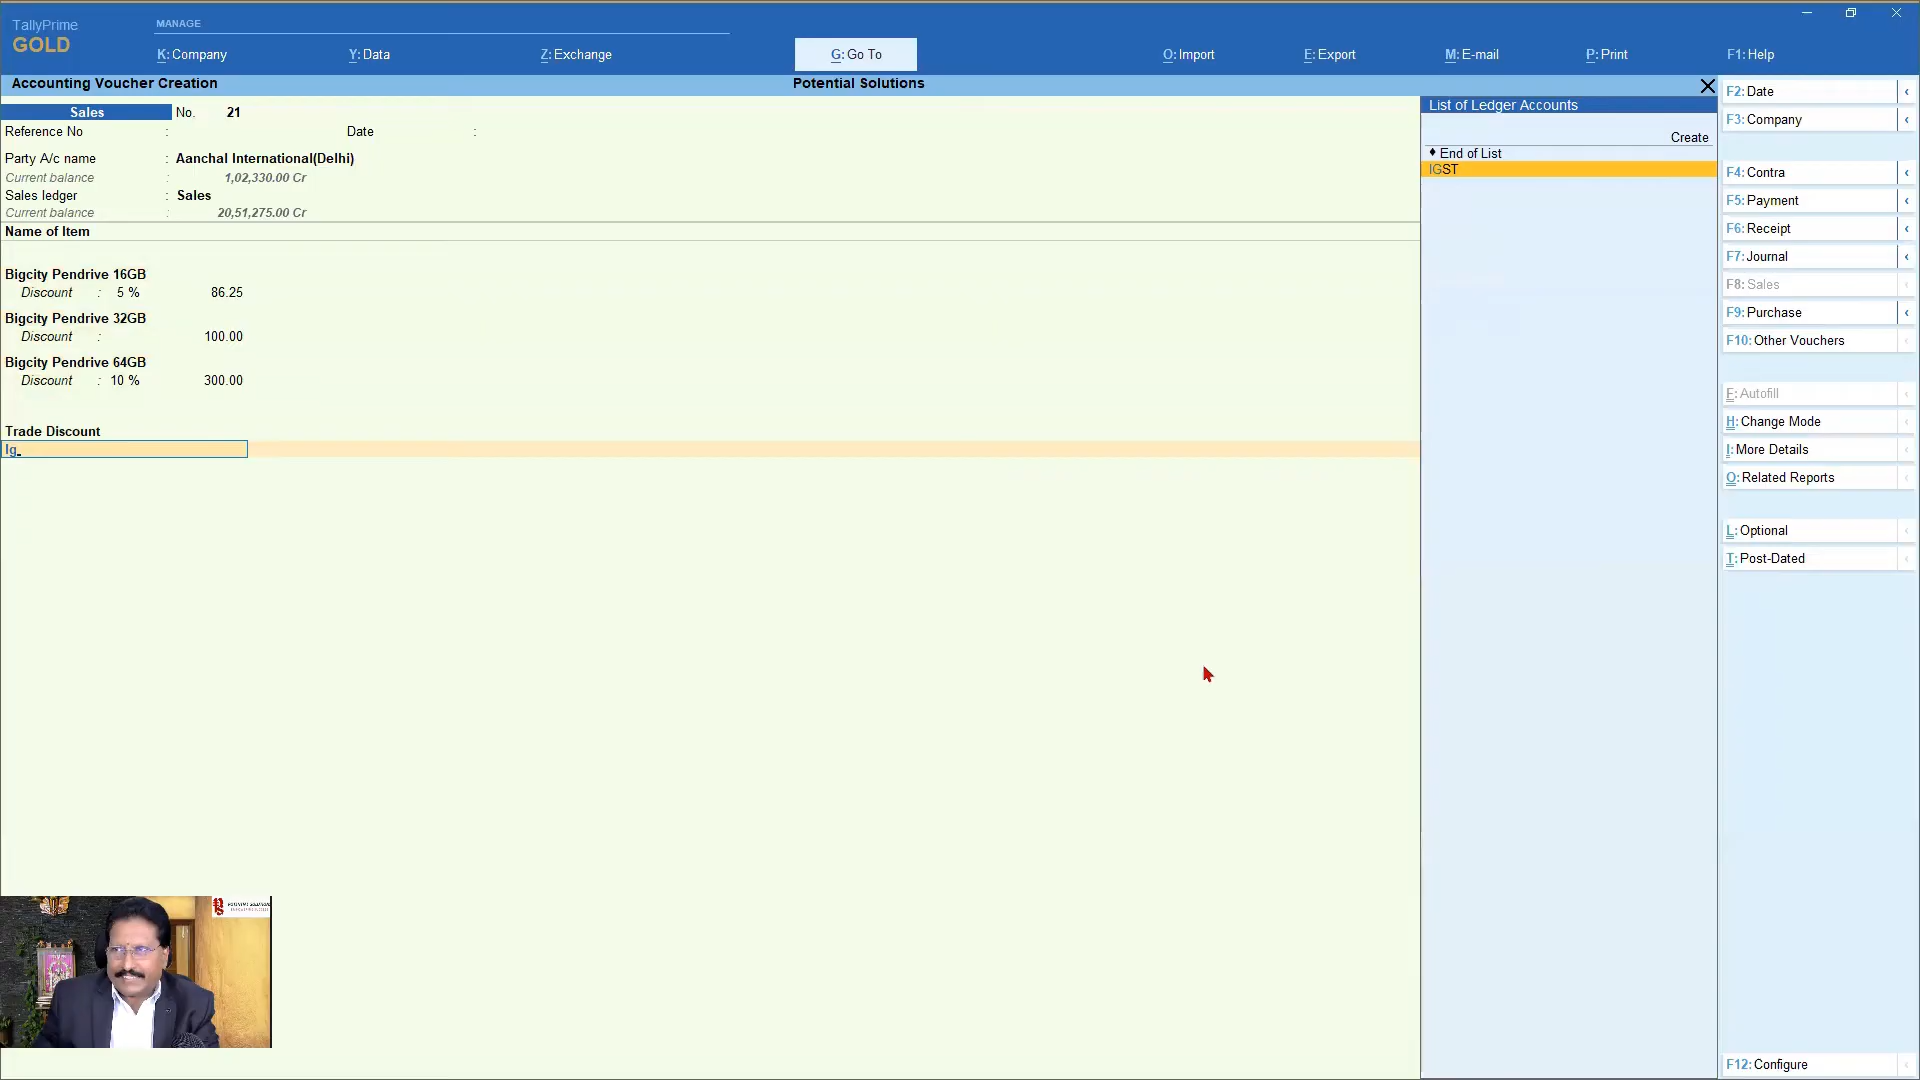 TallyPrime
GOLD
MANAGE
K: Company
Y: Data
Z: Exchange
G: Go To
O: Import
E: Export
M: E-mail
P: Print
F1: Help
Accounting Voucher Creation
Potential Solutions
Sales No. 21
Reference No : Date :
Party A/c name : Aanchal International(Delhi)
Current balance : 1,02,330.00 Cr
Sales ledger : Sales
Current balance : 20,51,275.00 Cr
Name of Item
Bigcity Pendrive 16GB
Discount : 5 % 86.25
Bigcity Pendrive 32GB
Discount : 100.00
Bigcity Pendrive 64GB
Discount : 10 % 300.00
Trade Discount
Ig
List of Ledger Accounts
Create
♦ End of List
IGST
F2: Date
F3: Company
F4: Contra
F5: Payment
F6: Receipt
F7: Journal
F8: Sales
F9: Purchase
F10: Other Vouchers
F: Autofill
H: Change Mode
I: More Details
O: Related Reports
L: Optional
T: Post-Dated
F12: Configure